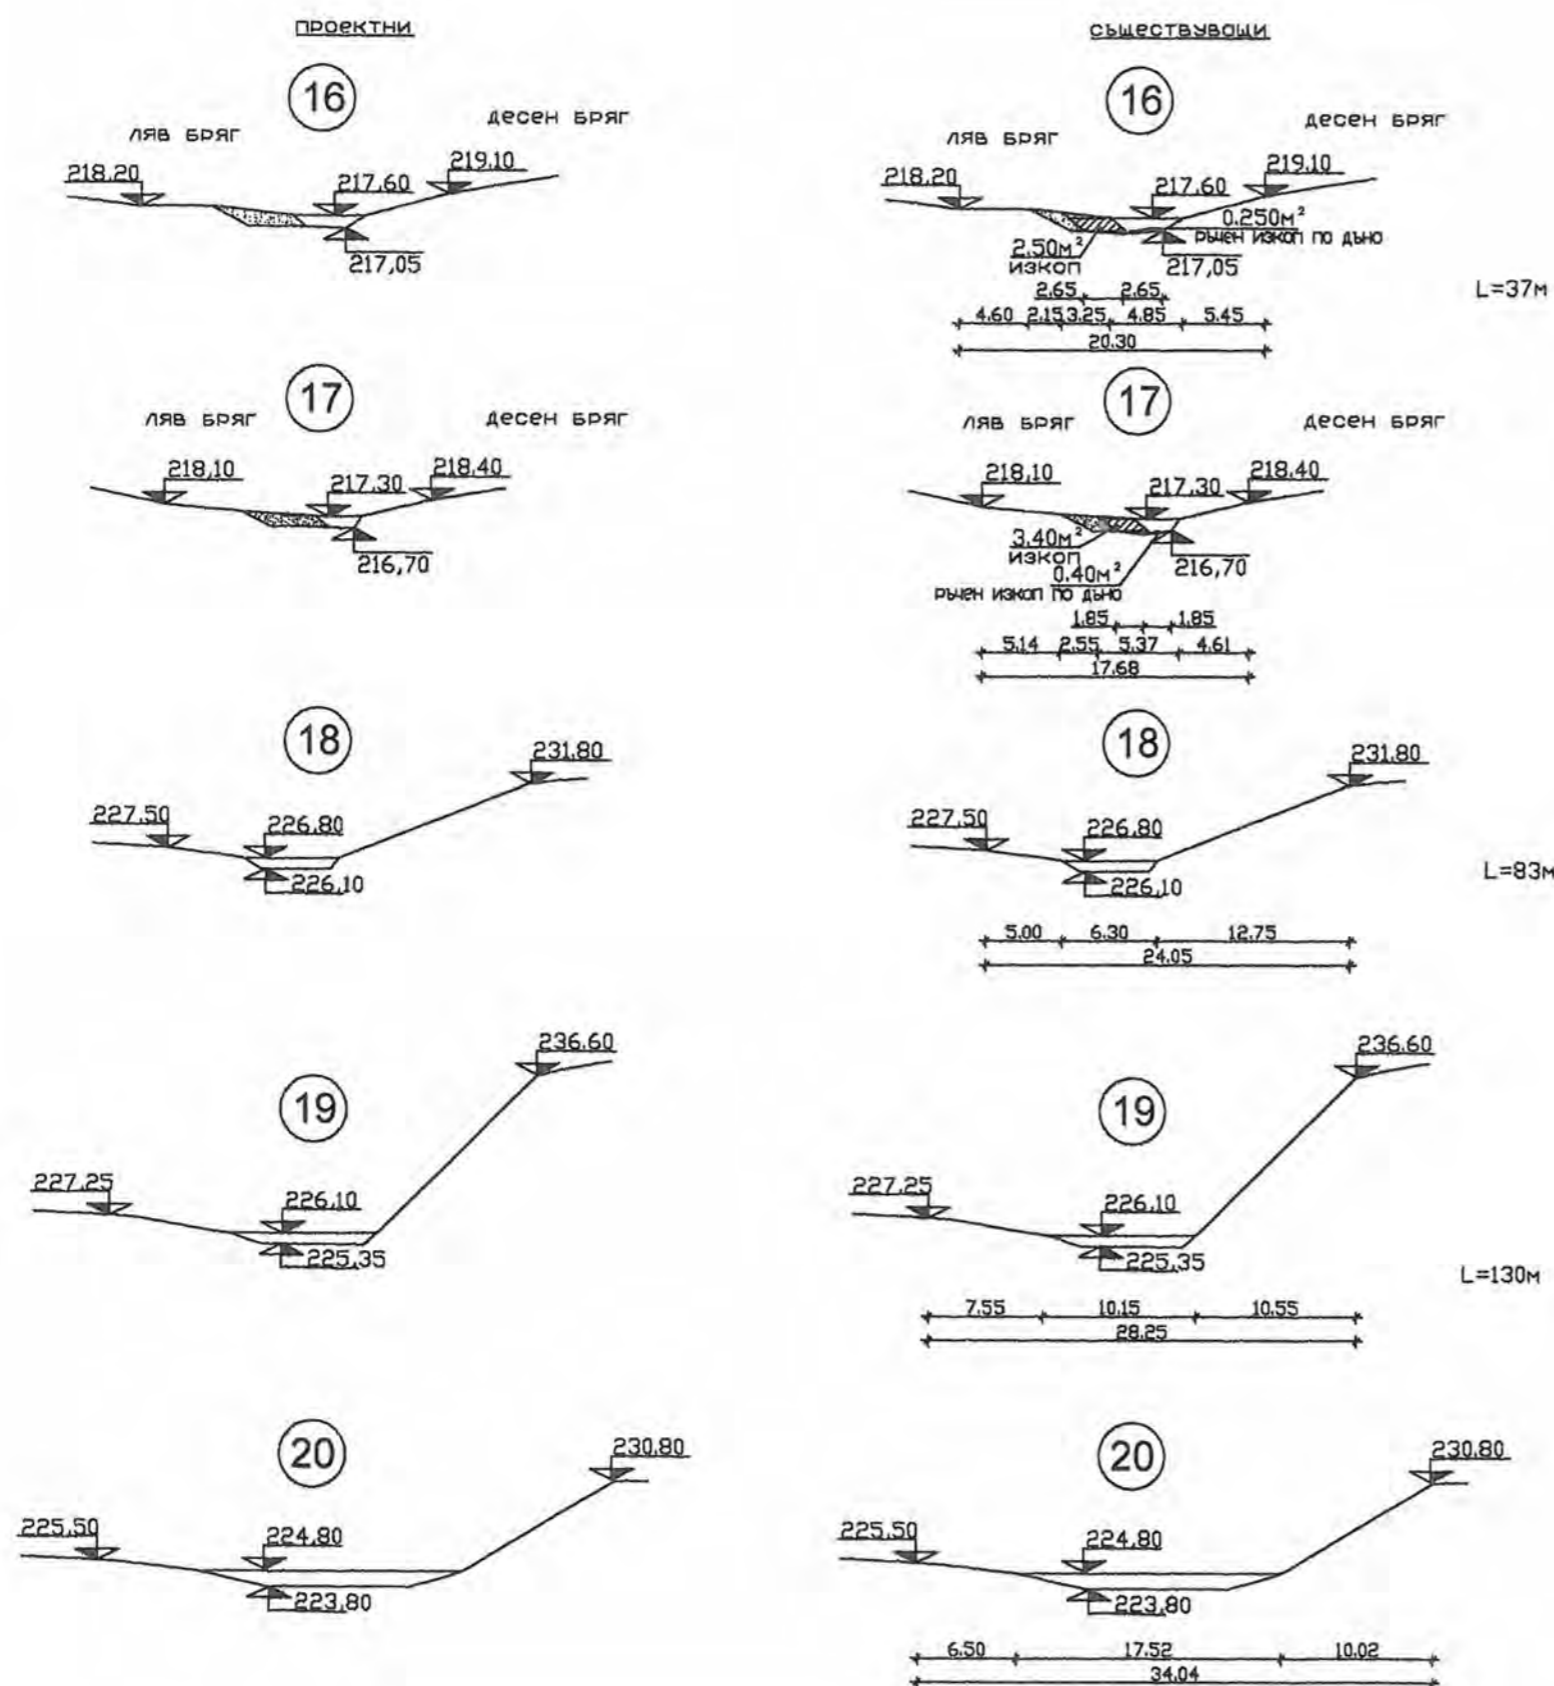 ПРОЕКТНИ
СЪЩЕСТВУВАЩИ
16
ЛЯВ БРЯГ
ДЕСЕН БРЯГ
218.20
217.60
219.10
217,05
16
ЛЯВ БРЯГ
ДЕСЕН БРЯГ
218.20
217.60
219.10
0.250м²
РЪЧЕН ИЗКОП ПО ДЪНО
2.50м²
ИЗКОП
217,05
2.65 2.65
4.60 2.15 3.25 4.85 5.45
20.30
L=37м
17
ЛЯВ БРЯГ
ДЕСЕН БРЯГ
218,10
217.30
218.40
216,70
17
ЛЯВ БРЯГ
ДЕСЕН БРЯГ
218,10
217.30
218.40
3.40м²
ИЗКОП
0.40м²
РЪЧЕН ИЗКОП ПО ДЪНО
216,70
1.85 1.85
5.14 2.55 5.37 4.61
17.68
18
231.80
227.50
226.80
226,10
18
231.80
227.50
226.80
226,10
5.00 6.30 12.75
24.05
L=83м
19
236.60
227.25
226,10
225,35
19
236.60
227.25
226,10
225,35
7.55 10.15 10.55
28.25
L=130м
20
230.80
225,50
224,80
223,80
20
230.80
225,50
224,80
223,80
6.50 17.52 10.02
34.04